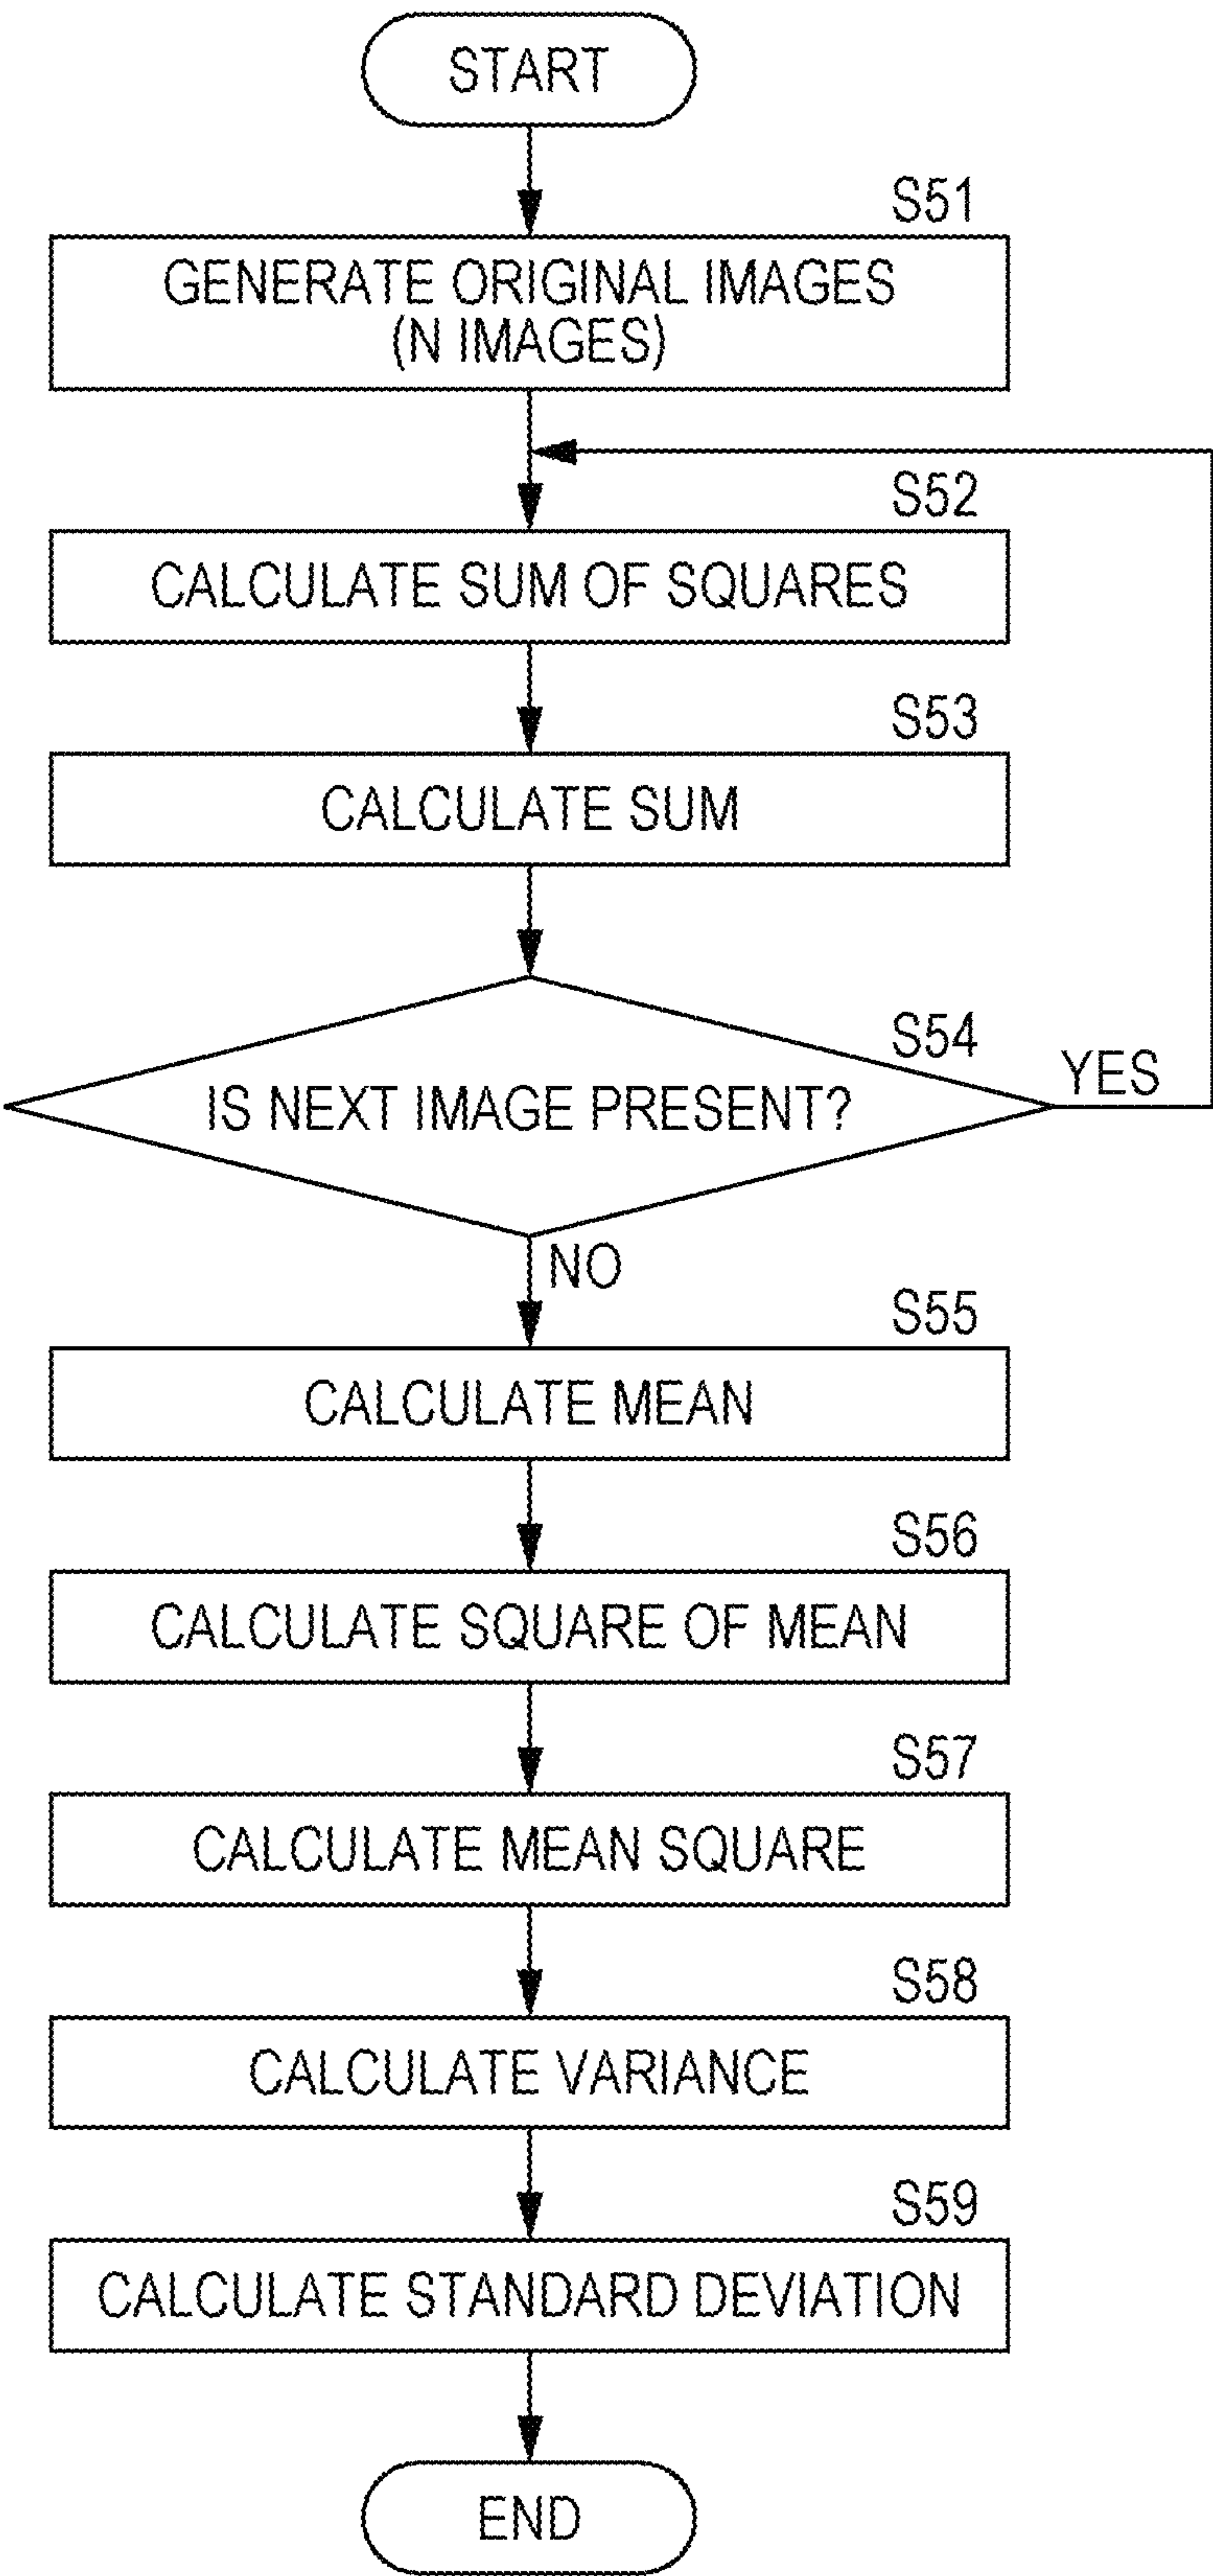 START
S51
GENERATE ORIGINAL IMAGES
(N IMAGES)
S52
CALCULATE SUM OF SQUARES
S53
CALCULATE SUM
S54
IS NEXT IMAGE PRESENT?
YES
NO
S55
CALCULATE MEAN
S56
CALCULATE SQUARE OF MEAN
S57
CALCULATE MEAN SQUARE
S58
CALCULATE VARIANCE
S59
CALCULATE STANDARD DEVIATION
END